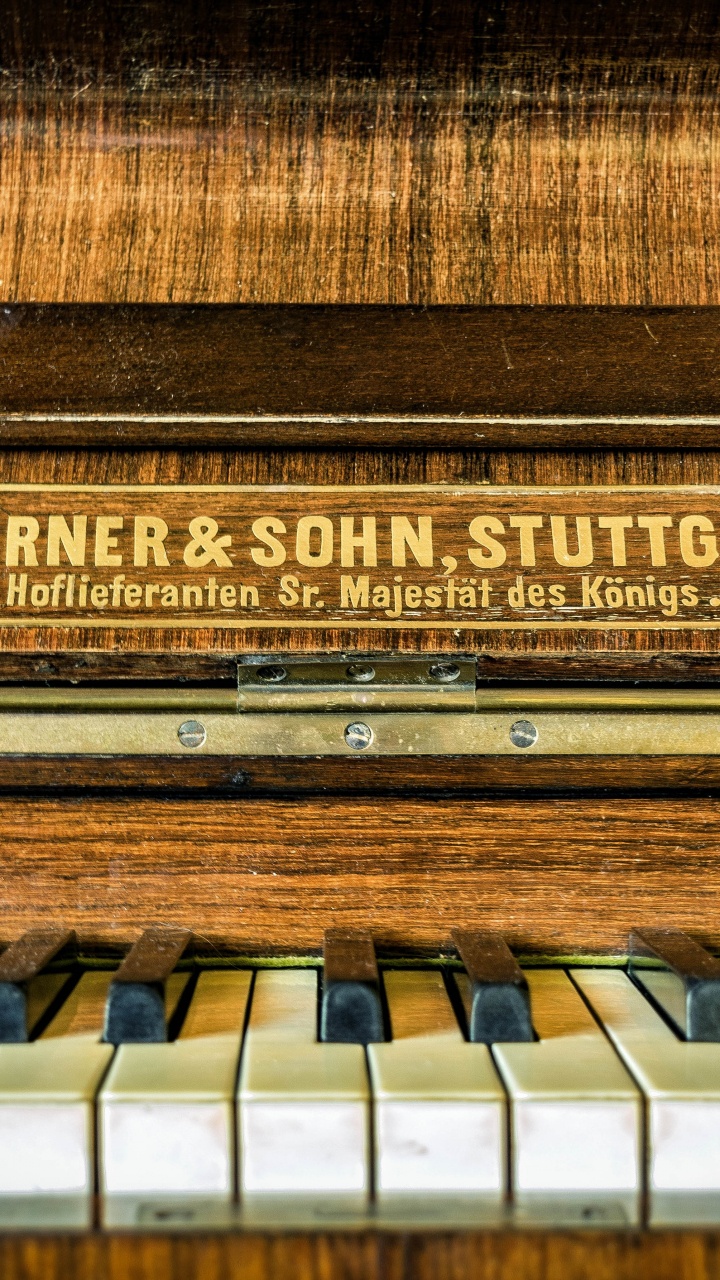 RNER & SOHN, STUTTG
Hoflieferanten Sr. Majestät des Königs.